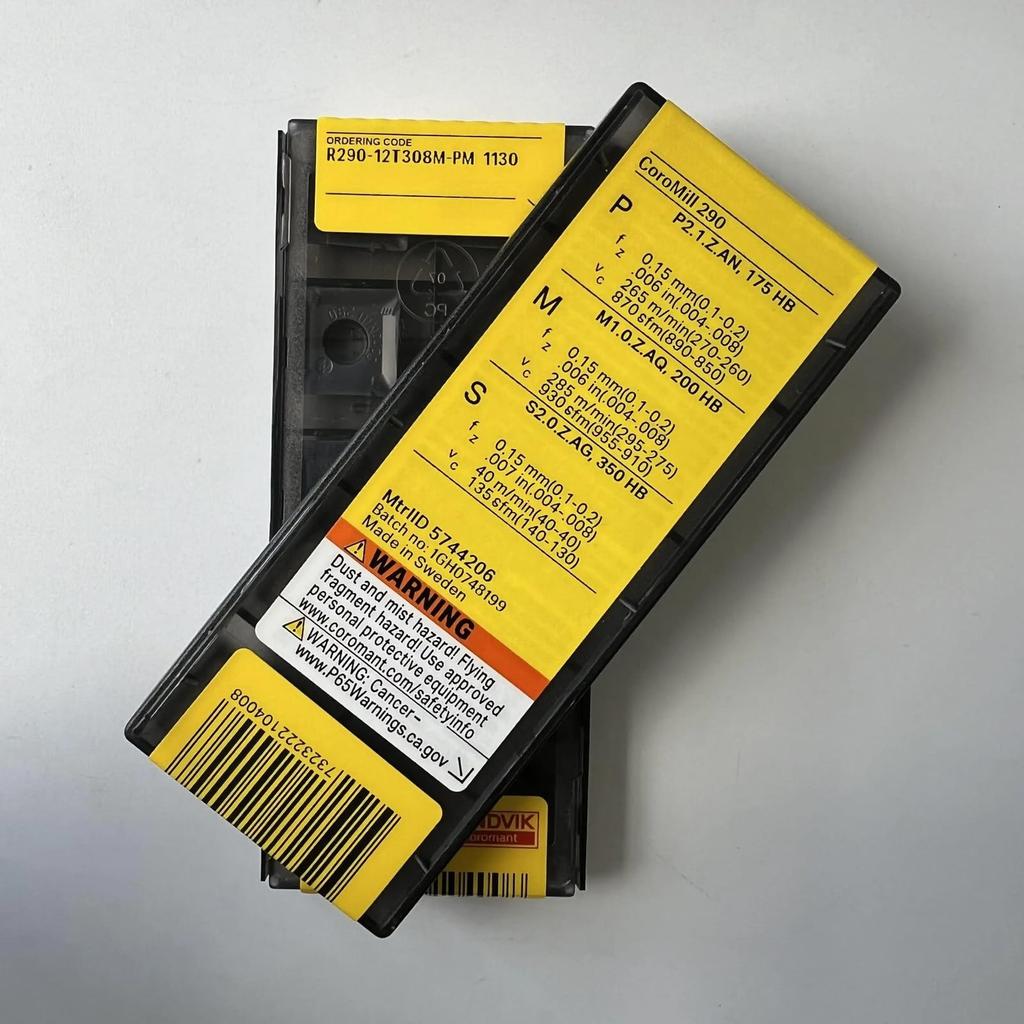 ORDERING CODE
R290-12T308M-PM 1130
07
PC
CoroMill 290
P
P2.1.Z.AN, 175 HB
fz 0,15 mm(0,1-0,2)
.006 in(.004-.008)
vc 265 m/min(270-260)
870 sfm(890-850)
M
M1.0.Z.AQ, 200 HB
fz 0,15 mm(0,1-0,2)
.006 in(.004-.008)
vc 285 m/min(295-275)
930 sfm(955-910)
S
S2.0.Z.AG, 350 HB
fz 0,15 mm(0,1-0,2)
.007 in(.004-.008)
vc 40 m/min(40-40)
135 sfm(140-130)
MtrlID 5744206
Batch no: 1GH0748199
Made in Sweden
WARNING
Dust and mist hazard! Flying
fragment hazard! Use approved
personal protective equipment
www.coromant.com/safetyinfo
WARNING: Cancer–
www.P65Warnings.ca.gov
7323222104008
NDVIK
oromant